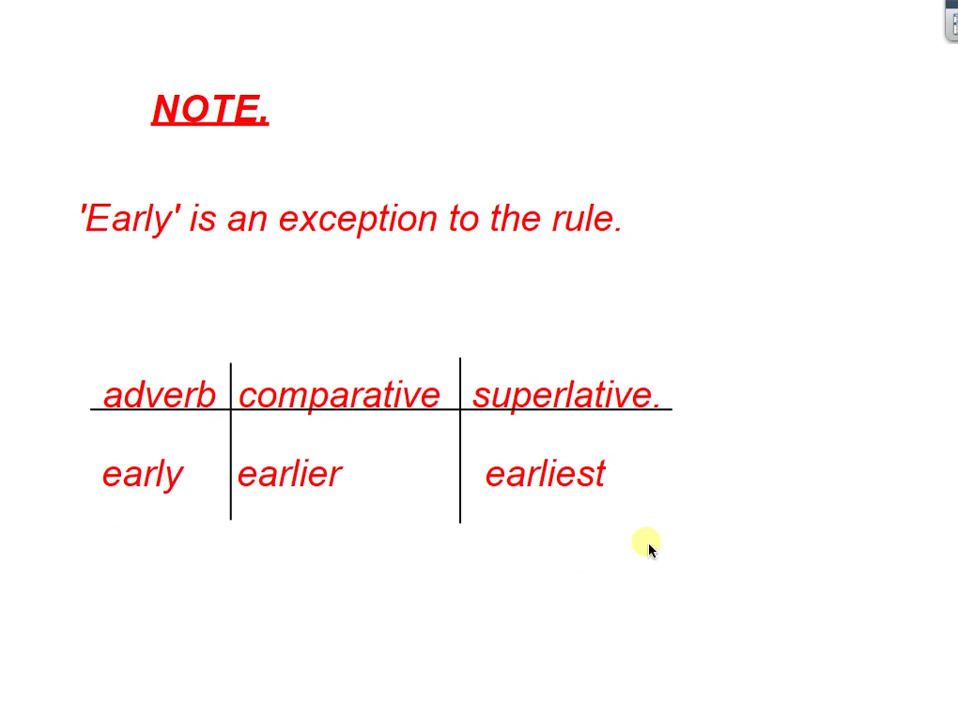 NOTE.
'Early' is an exception to the rule.
adverb comparative superlative.
early earlier earliest